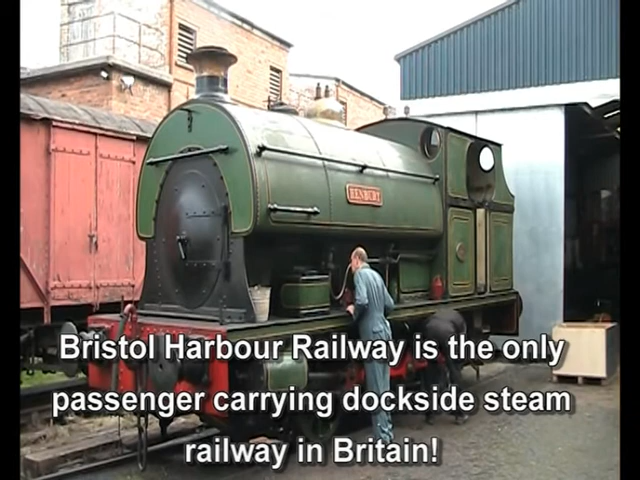 HENBURY
Bristol Harbour Railway is the only
passenger carrying dockside steam
railway in Britain!